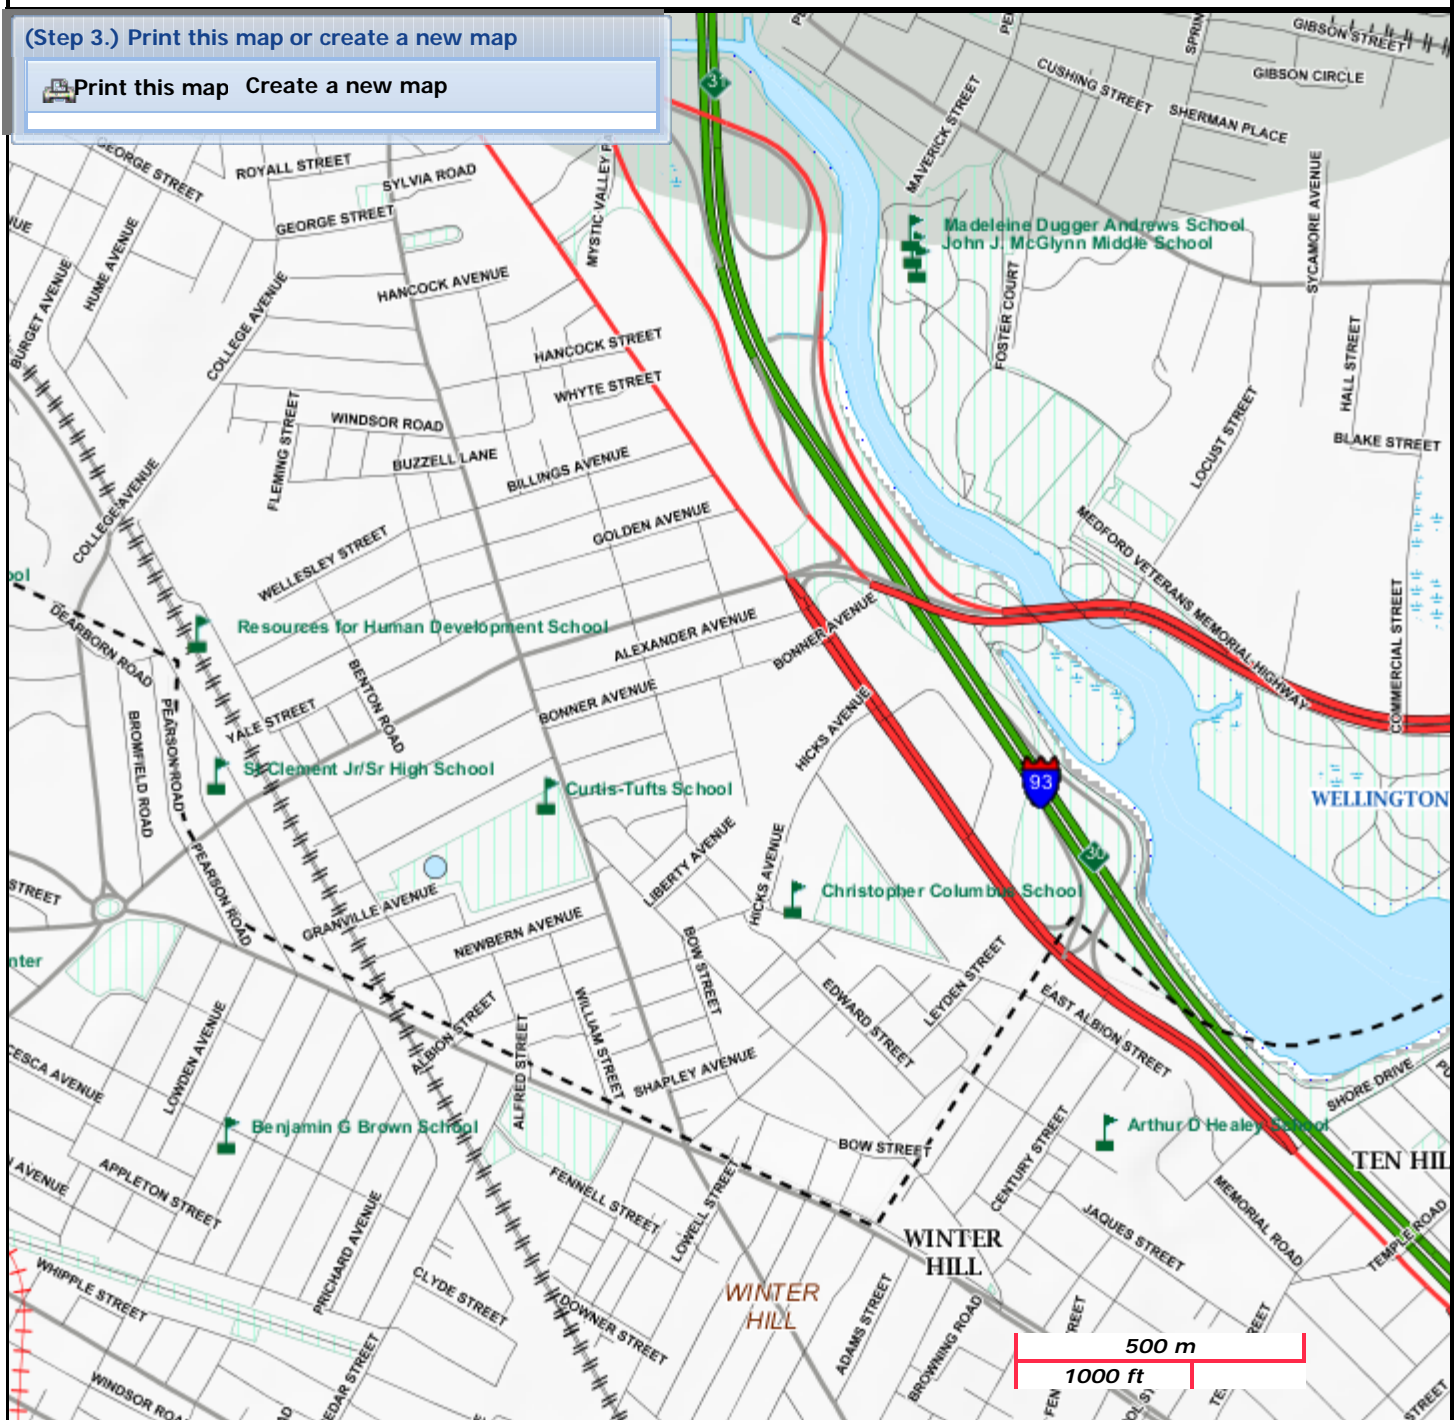 (Step 3.) Print this map or create a new map
Print this map Create a new map
31
GIBSON STREET
GIBSON CIRCLE
CUSHING STREET
SHERMAN PLACE
MAVERICK STREET
GEORGE STREET
ROYALL STREET
SYLVIA ROAD
GEORGE STREET
HUME AVENUE
MYSTIC VALLEY
SYCAMORE AVENUE
Madeleine Dugger Andrews School
John J. McGlynn Middle School
BURGET AVENUE
COLLEGE AVENUE
HANCOCK AVENUE
FOSTER COURT
HANCOCK STREET
WHYTE STREET
HALL STREET
FLEMING STREET
WINDSOR ROAD
BUZZELL LANE
BILLINGS AVENUE
LOCUST STREET
BLAKE STREET
COLLEGE AVENUE
GOLDEN AVENUE
WELLESLEY STREET
MEDFORD VETERANS MEMORIAL HIGHWAY
COMMERCIAL STREET
DEARBORN ROAD
Resources for Human Development School
ALEXANDER AVENUE
BONNER AVENUE
BONNER AVENUE
BENTON ROAD
YALE STREET
PEARSON ROAD
BROMFIELD ROAD
HICKS AVENUE
St Clement Jr/Sr High School
Curtis-Tufts School
93
WELLINGTON
30
LIBERTY AVENUE
HICKS AVENUE
Christopher Columbus School
PEARSON ROAD
STREET
GRANVILLE AVENUE
NEWBERN AVENUE
BOW STREET
LEYDEN STREET
EDWARD STREET
EAST ALBION STREET
ALBION STREET
WILLIAM STREET
ALFRED STREET
SHAPLEY AVENUE
LOWDEN AVENUE
SHORE DRIVE
Benjamin G Brown School
Arthur D Healey School
BOW STREET
CENTURY STREET
TEN HIL
APPLETON STREET
AVENUE
FENNELL STREET
LOWELL STREET
MEMORIAL ROAD
JAQUES STREET
TEMPLE ROAD
PRICHARD AVENUE
WINTER
HILL
WINTER
HILL
WHIPPLE STREET
CLYDE STREET
DOWNER STREET
ADAMS STREET
BROWNING ROAD
500 m
1000 ft
WINDSOR ROA
EDAR STREET
STREET